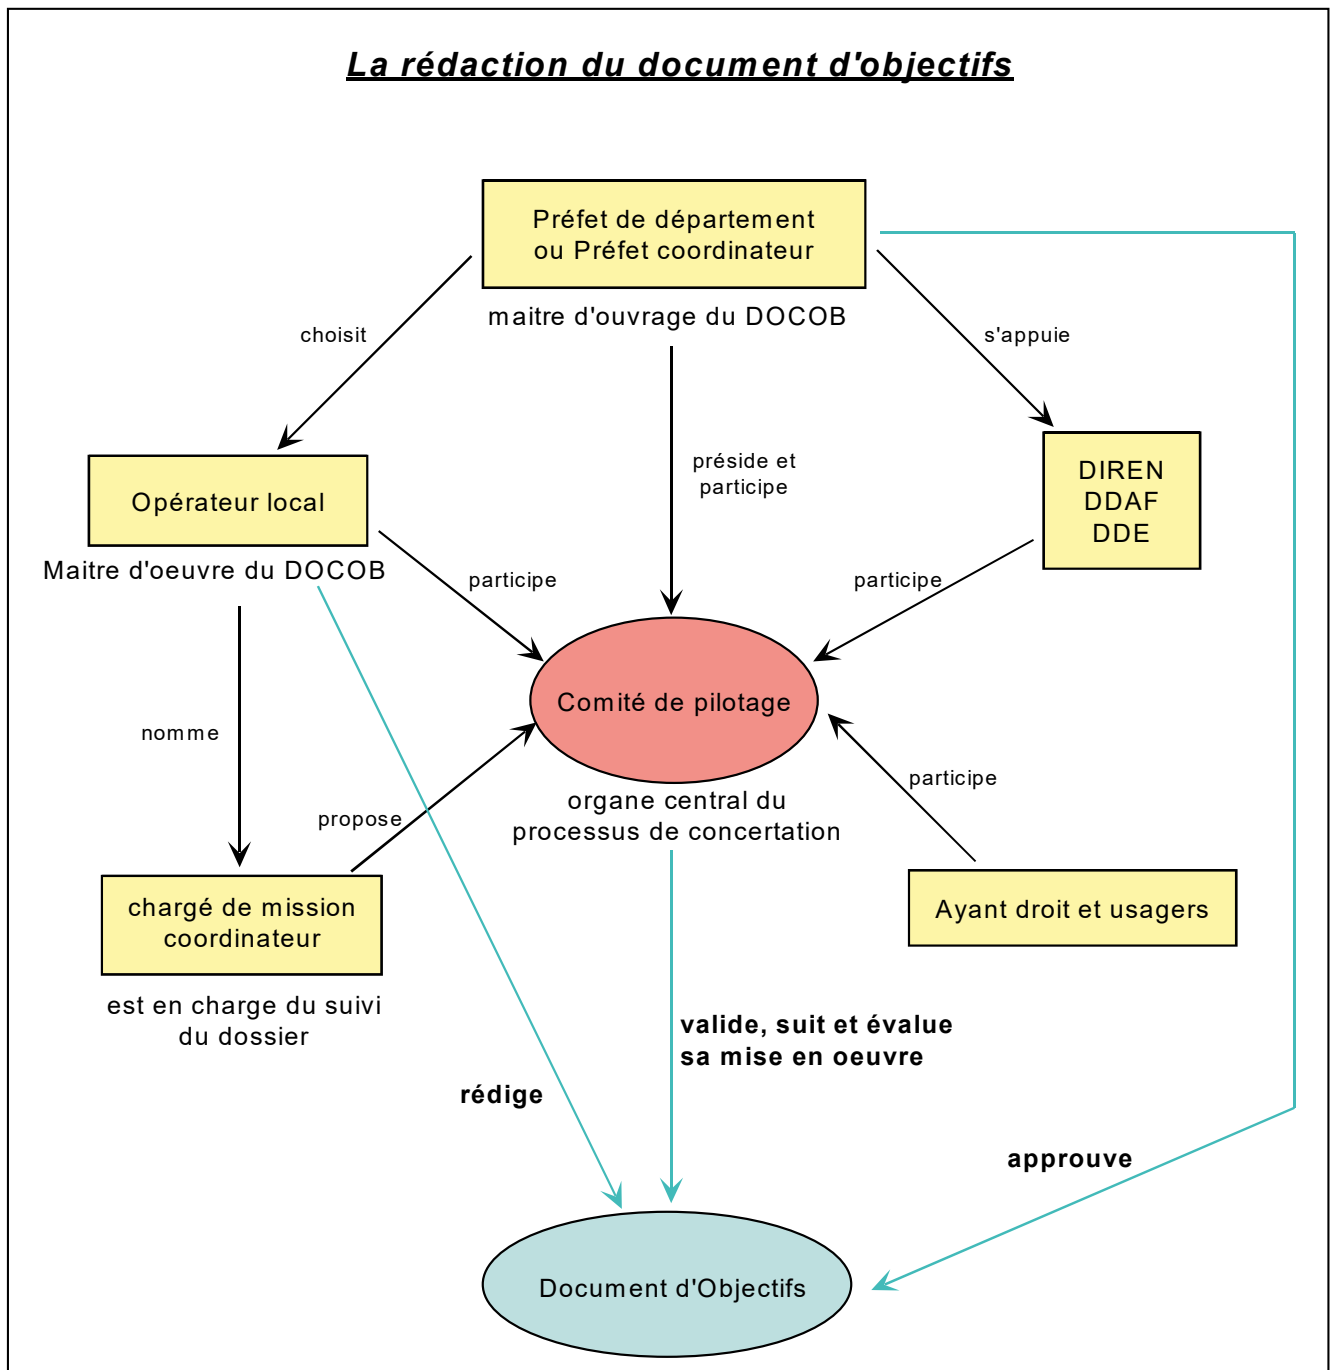 La rédaction du document d'objectifs
Préfet de département
ou Préfet coordinateur
maitre d'ouvrage du DOCOB
choisit
s'appuie
préside et
participe
Opérateur local
Maitre d'oeuvre du DOCOB
DIREN
DDAF
DDE
participe
participe
Comité de pilotage
organe central du
processus de concertation
nomme
propose
participe
chargé de mission
coordinateur
est en charge du suivi
du dossier
Ayant droit et usagers
valide, suit et évalue
sa mise en oeuvre
rédige
approuve
Document d'Objectifs